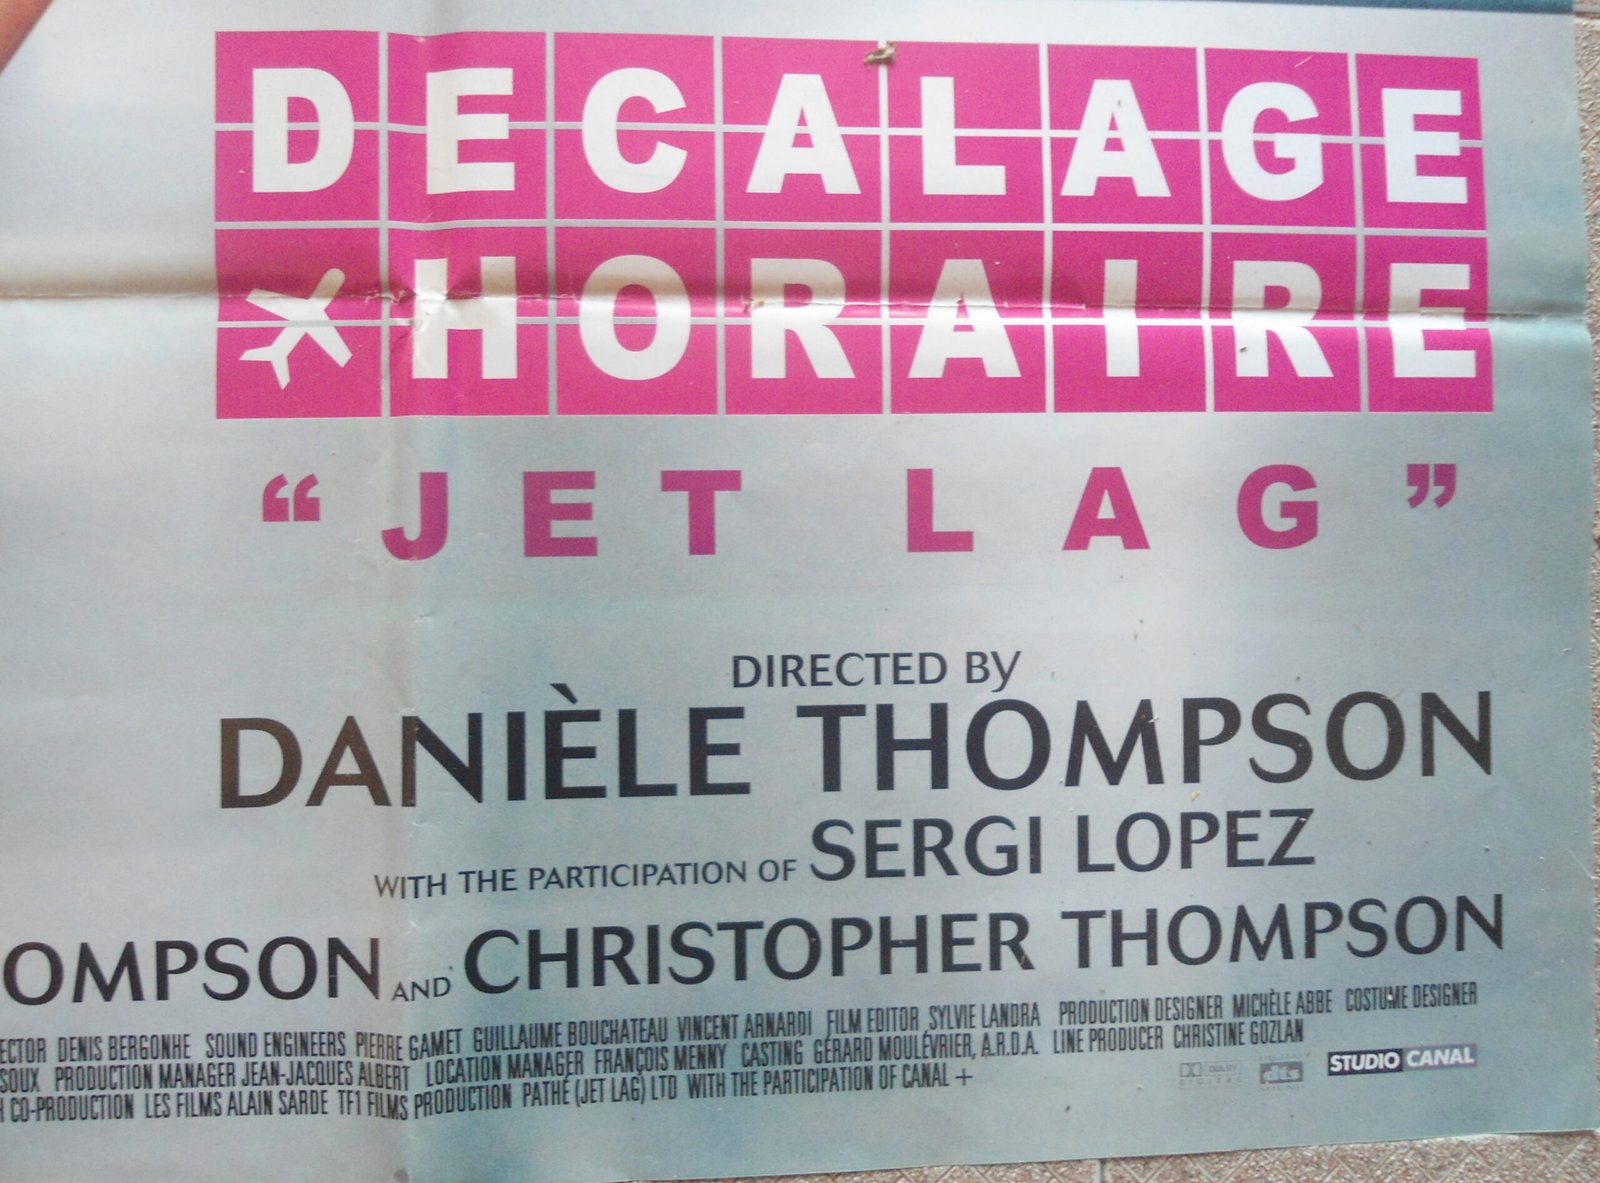 DECALAGE
HORAIRE
“JET LAG”
DIRECTED BY
DANIÈLE THOMPSON
WITH THE PARTICIPATION OF SERGI LOPEZ
OMPSON AND CHRISTOPHER THOMPSON
ECTOR DENIS BERGONHE SOUND ENGINEERS PIERRE GAMET GUILLAUME BOUCHATEAU VINCENT ARNARDI FILM EDITOR SYLVIE LANDRA PRODUCTION DESIGNER MICHÈLE ABBE COSTUME DESIGNER
SOUX PRODUCTION MANAGER JEAN-JACQUES ALBERT LOCATION MANAGER FRANÇOIS MENNY CASTING GÉRARD MOULÉVRIER, A.R.D.A. LINE PRODUCER CHRISTINE GOZLAN
H CO-PRODUCTION LES FILMS ALAIN SARDE TF1 FILMS PRODUCTION PATHÉ (JET LAG) LTD WITH THE PARTICIPATION OF CANAL +
DOLBY
DIGITAL
dts
STUDIO CANAL